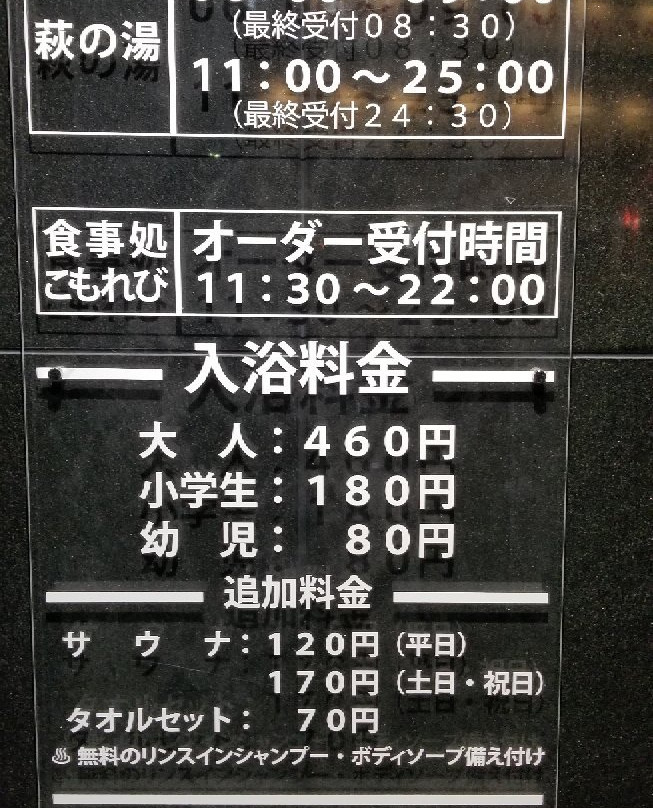 萩の湯
（最終受付０８：３０）
１１：００～２５：００
（最終受付２４：３０）
食事処
こもれび
オーダー受付時間
１１：３０～２２：００
入浴料金
大　人：４６０円
小学生：１８０円
幼　児：　８０円
追加料金
サ　ウ　ナ：１２０円（平日）
１７０円（土日・祝日）
タオルセット：　７０円
♨ 無料のリンスインシャンプー・ボディソープ備え付け